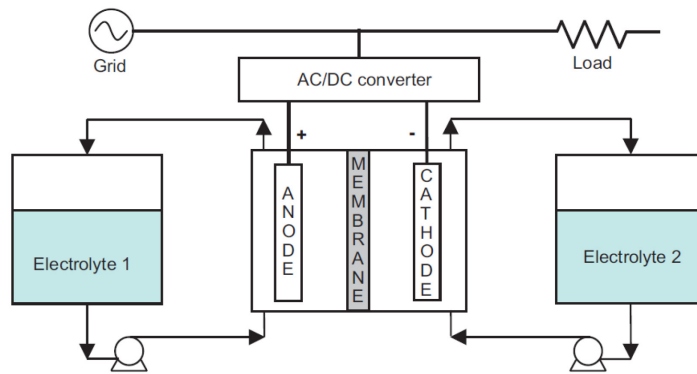 Grid
Load
AC/DC converter
+
-
ANODE
MEMBRANE
CATHODE
Electrolyte 1
Electrolyte 2